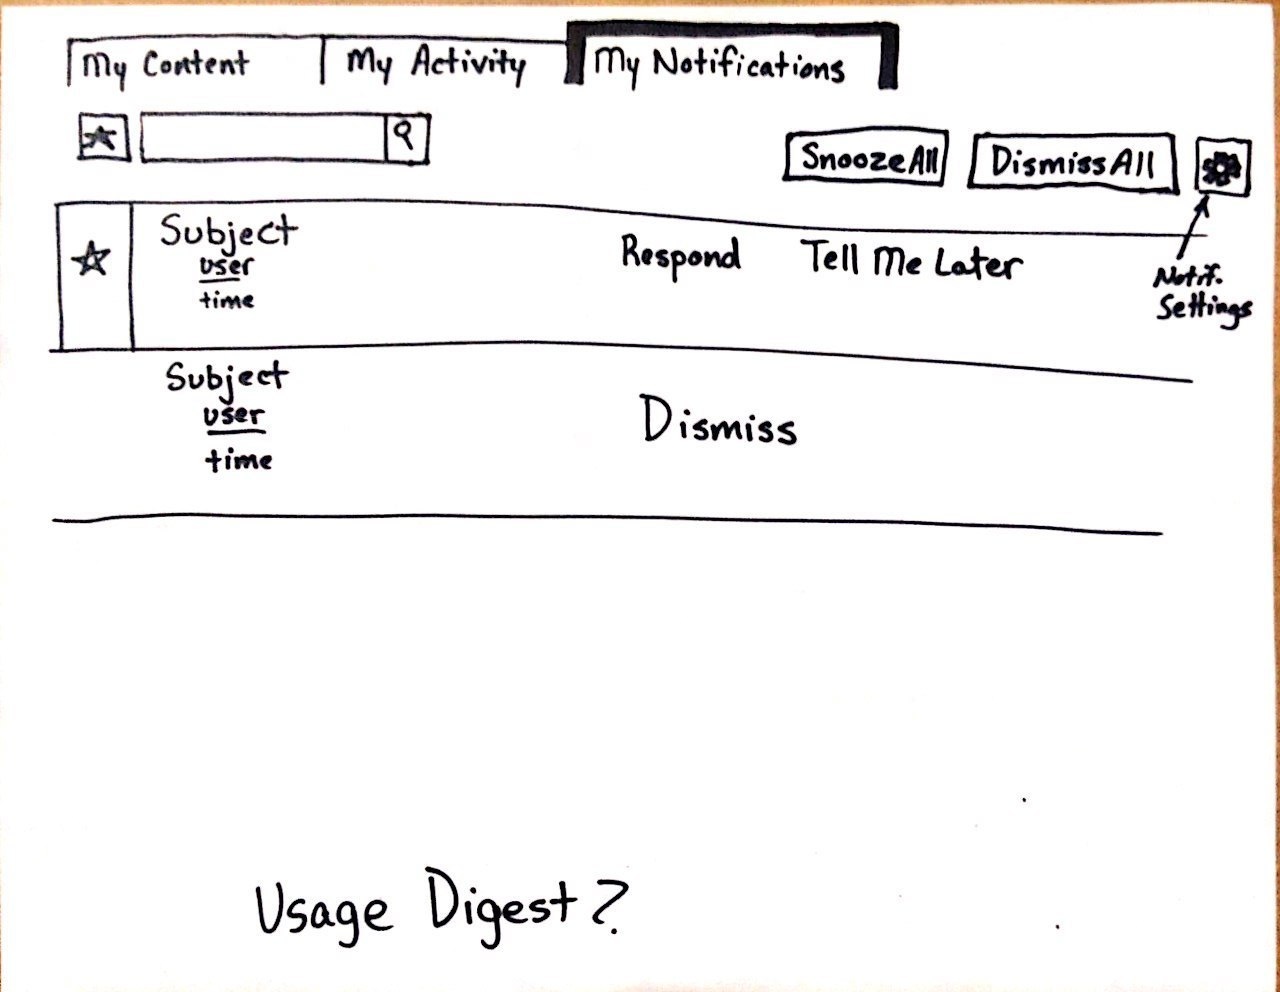 My Content
My Activity
My Notifications
Snooze All
Dismiss All
Subject
user
time
Respond
Tell Me Later
Notif.
Settings
Subject
user
time
Dismiss
Usage Digest?